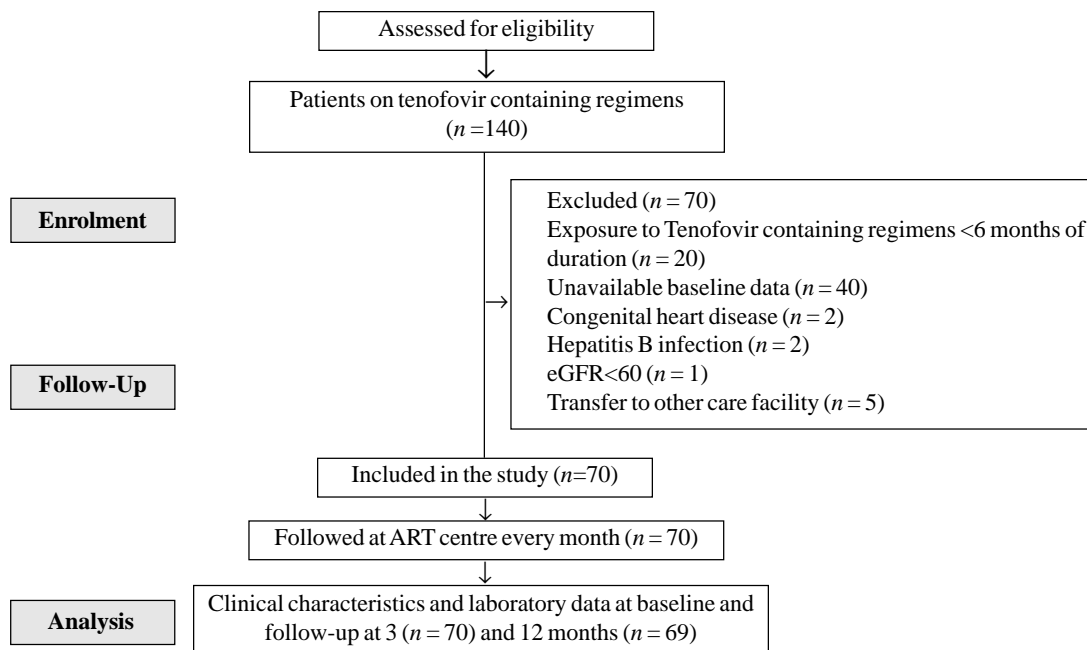 Assessed for eligibility
Patients on tenofovir containing regimens
(n =140)
Enrolment
Excluded (n = 70)
Exposure to Tenofovir containing regimens <6 months of
duration (n = 20)
Unavailable baseline data (n = 40)
Congenital heart disease (n = 2)
Hepatitis B infection (n = 2)
eGFR<60 (n = 1)
Transfer to other care facility (n = 5)
Follow-Up
Included in the study (n=70)
Followed at ART centre every month (n = 70)
Analysis
Clinical characteristics and laboratory data at baseline and
follow-up at 3 (n = 70) and 12 months (n = 69)